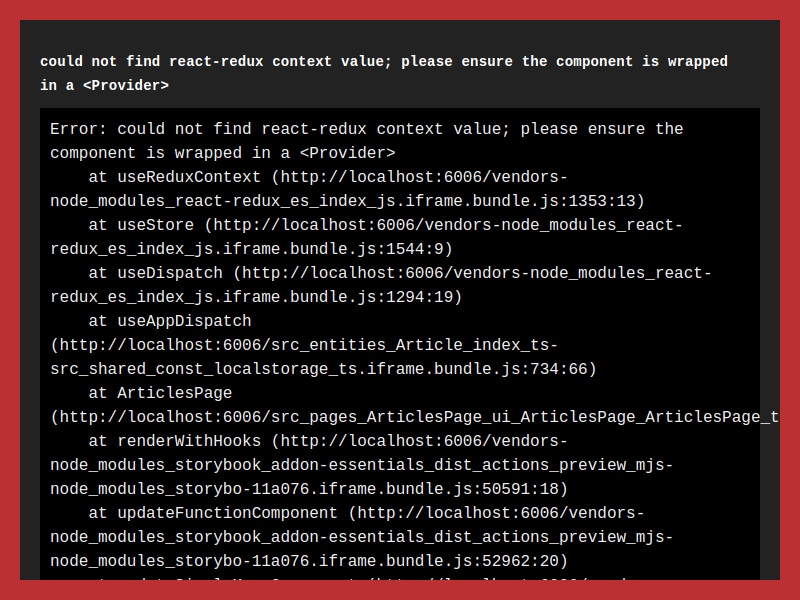 could not find react-redux context value; please ensure the component is wrapped
in a <Provider>
Error: could not find react-redux context value; please ensure the
component is wrapped in a <Provider>
    at useReduxContext (http://localhost:6006/vendors-
node_modules_react-redux_es_index_js.iframe.bundle.js:1353:13)
    at useStore (http://localhost:6006/vendors-node_modules_react-
redux_es_index_js.iframe.bundle.js:1544:9)
    at useDispatch (http://localhost:6006/vendors-node_modules_react-
redux_es_index_js.iframe.bundle.js:1294:19)
    at useAppDispatch
(http://localhost:6006/src_entities_Article_index_ts-
src_shared_const_localstorage_ts.iframe.bundle.js:734:66)
    at ArticlesPage
(http://localhost:6006/src_pages_ArticlesPage_ui_ArticlesPage_ArticlesPage_t
    at renderWithHooks (http://localhost:6006/vendors-
node_modules_storybook_addon-essentials_dist_actions_preview_mjs-
node_modules_storybo-11a076.iframe.bundle.js:50591:18)
    at updateFunctionComponent (http://localhost:6006/vendors-
node_modules_storybook_addon-essentials_dist_actions_preview_mjs-
node_modules_storybo-11a076.iframe.bundle.js:52962:20)